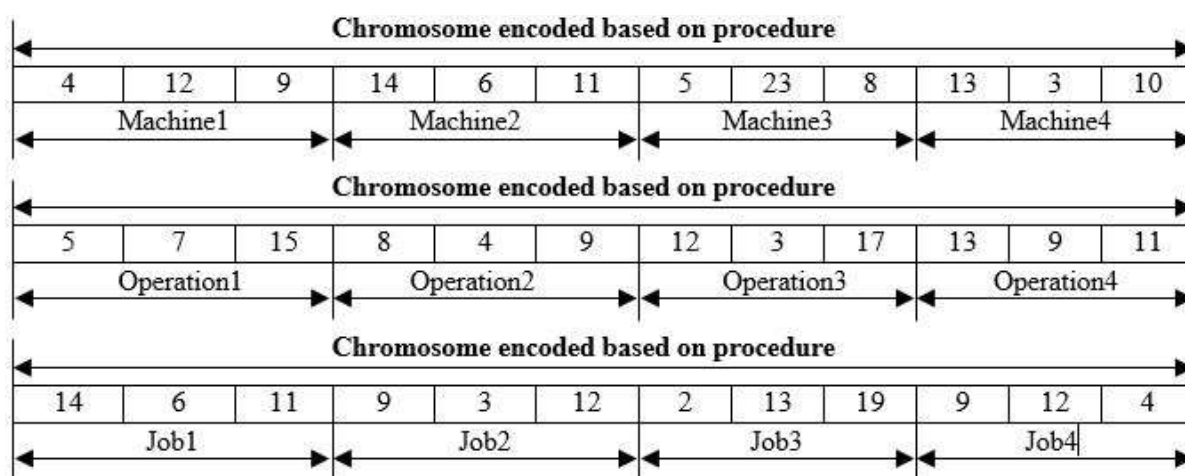 Chromosome encoded based on procedure
4 12 9 14 6 11 5 23 8 13 3 10
Machine1 Machine2 Machine3 Machine4
Chromosome encoded based on procedure
5 7 15 8 4 9 12 3 17 13 9 11
Operation1 Operation2 Operation3 Operation4
Chromosome encoded based on procedure
14 6 11 9 3 12 2 13 19 9 12 4
Job1 Job2 Job3 Job4